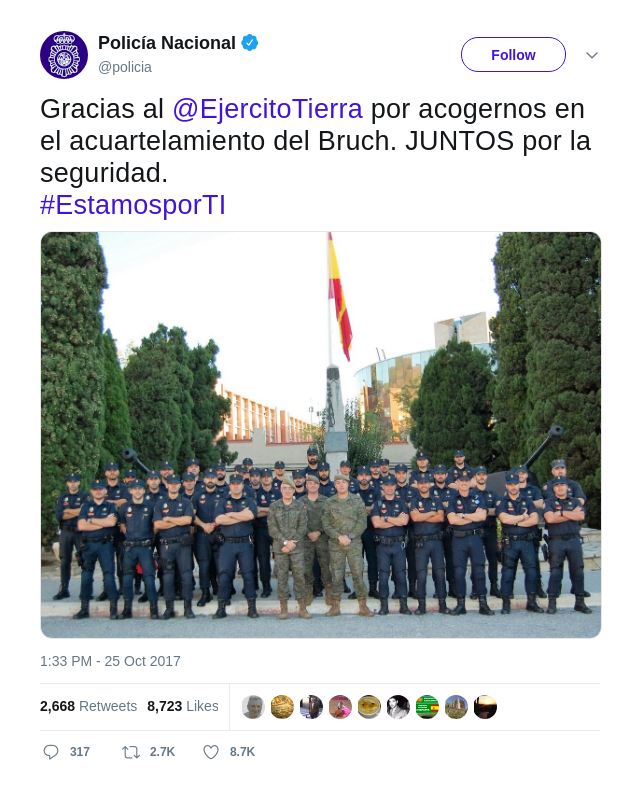 Policía Nacional
@policia
Follow
Gracias al @EjercitoTierra por acogernos en
el acuartelamiento del Bruch. JUNTOS por la
seguridad.
#EstamosporTI
1:33 PM - 25 Oct 2017
2,668 Retweets 8,723 Likes
317 2.7K 8.7K